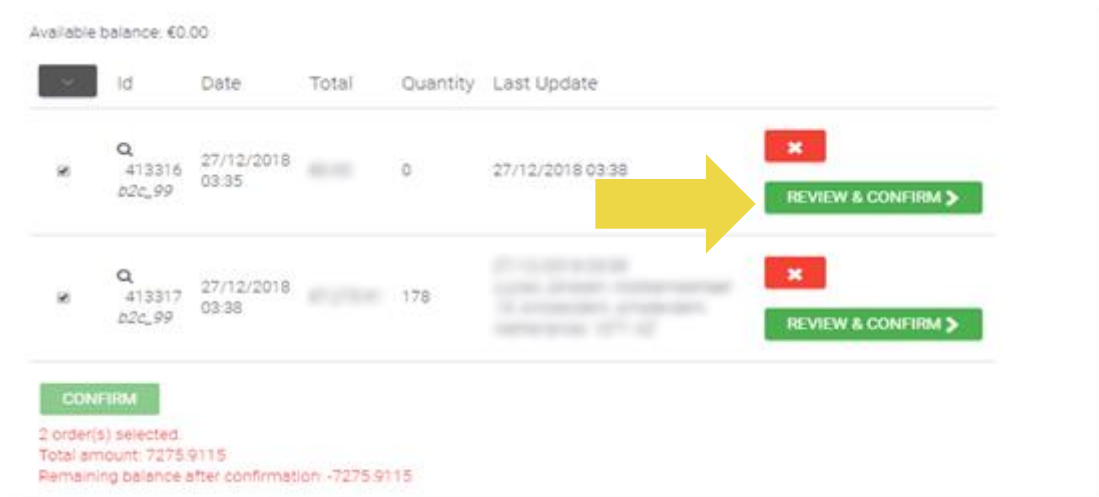 Available balance: €0.00
Id Date Total Quantity Last Update
413316
b2c_99
27/12/2018
03:35
0
27/12/2018 03:38
REVIEW & CONFIRM
413317
b2c_99
27/12/2018
03:38
178
REVIEW & CONFIRM
CONFIRM
2 order(s) selected.
Total amount: 7275.9115
Remaining balance after confirmation: -7275.9115